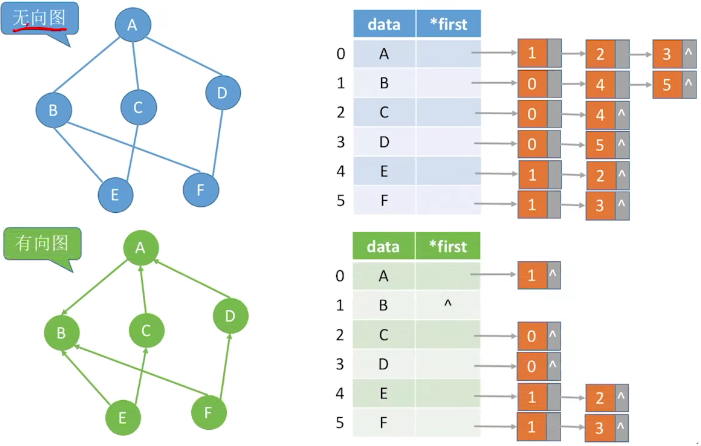 无向图
A
B
C
D
E
F
data *first
0 A 1 2 3 ^
1 B 0 4 5 ^
2 C 0 4 ^
3 D 0 5 ^
4 E 1 2 ^
5 F 1 3 ^
有向图
A
B
C
D
E
F
data *first
0 A 1 ^
1 B ^
2 C 0 ^
3 D 0 ^
4 E 1 2 ^
5 F 1 3 ^